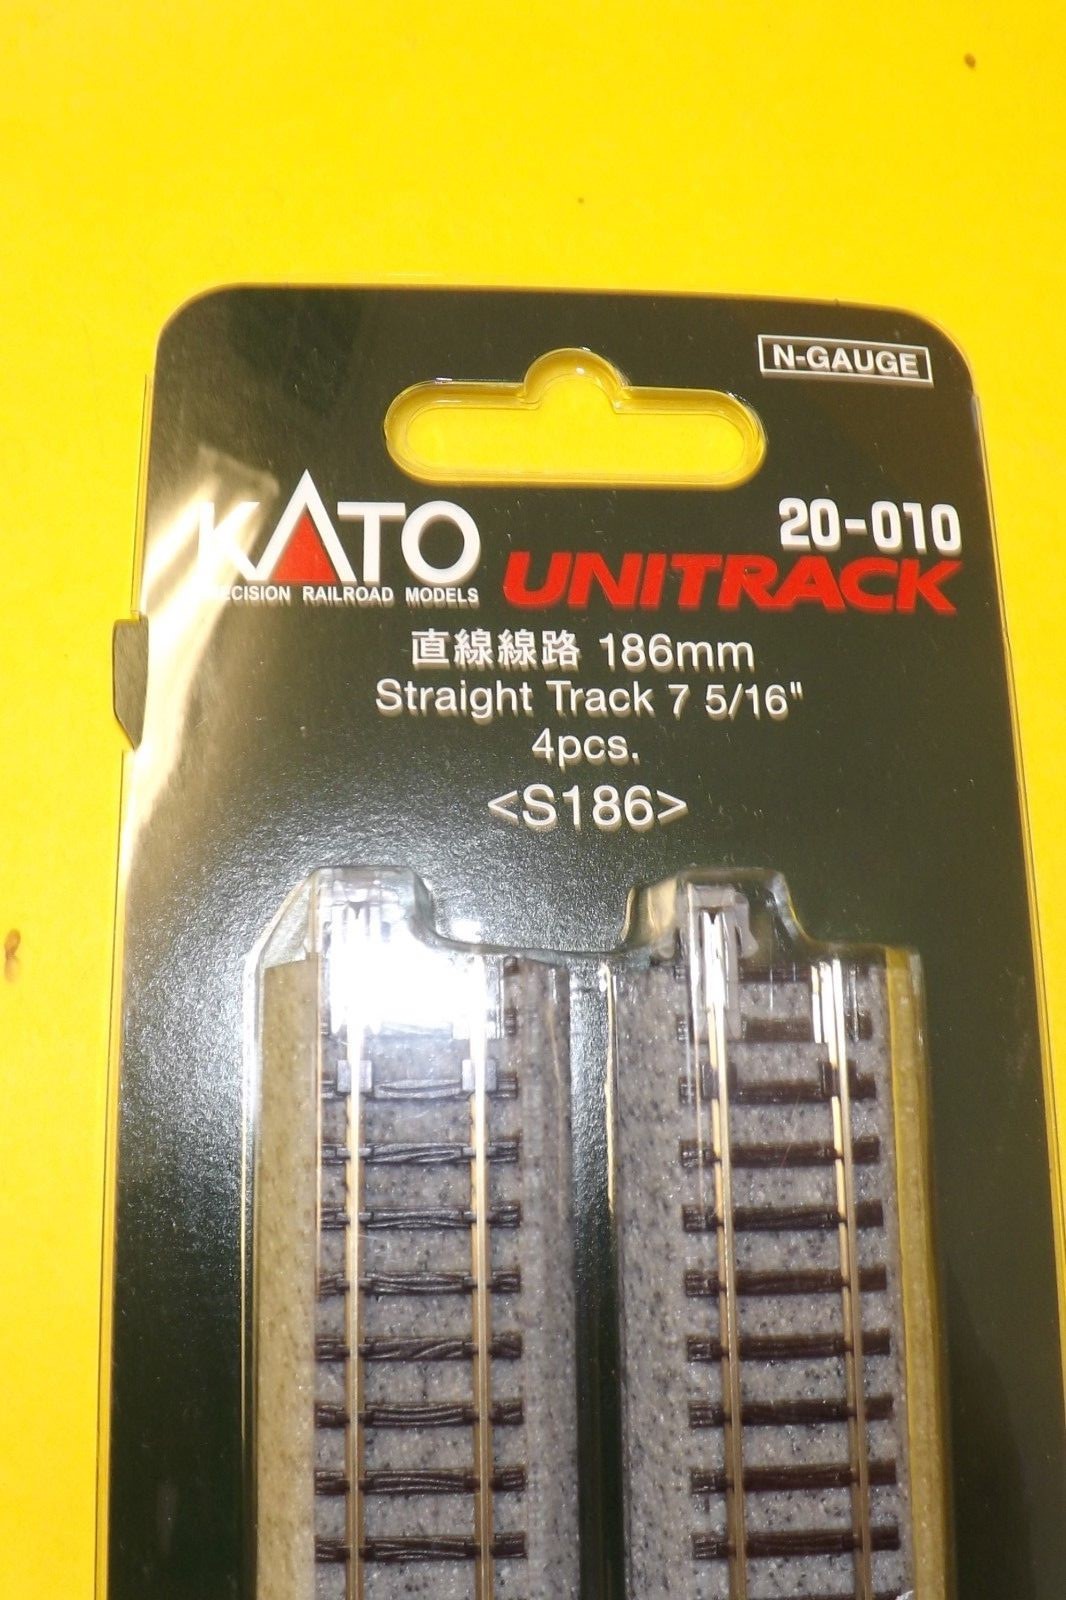 N-GAUGE
KATO
PRECISION RAILROAD MODELS
20-010
UNITRACK
直線線路 186mm
Straight Track 7 5/16"
4pcs.
<S186>